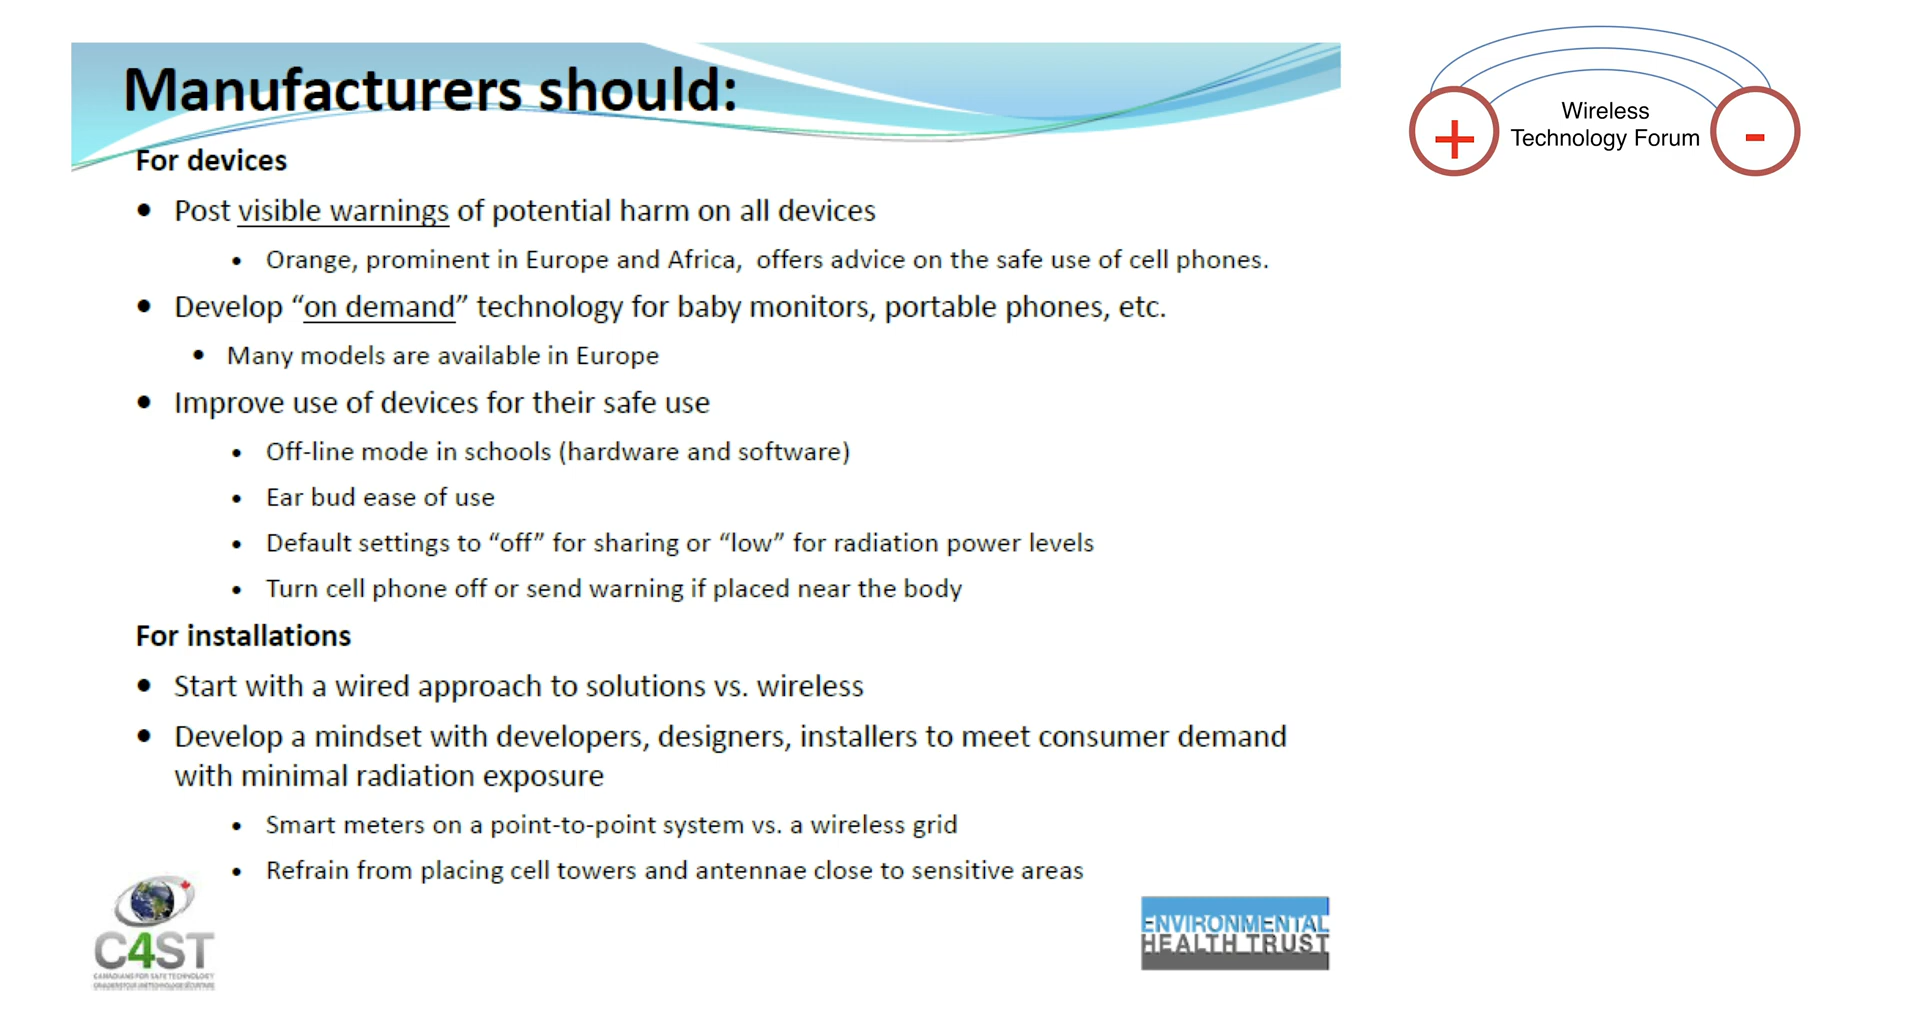 Manufacturers should:
For devices
• Post visible warnings of potential harm on all devices
• Orange, prominent in Europe and Africa, offers advice on the safe use of cell phones.
• Develop “on demand” technology for baby monitors, portable phones, etc.
• Many models are available in Europe
• Improve use of devices for their safe use
• Off-line mode in schools (hardware and software)
• Ear bud ease of use
• Default settings to “off” for sharing or “low” for radiation power levels
• Turn cell phone off or send warning if placed near the body
For installations
• Start with a wired approach to solutions vs. wireless
• Develop a mindset with developers, designers, installers to meet consumer demand
with minimal radiation exposure
• Smart meters on a point-to-point system vs. a wireless grid
• Refrain from placing cell towers and antennae close to sensitive areas
C4ST
CANADIANS FOR SAFE TECHNOLOGY
ENVIRONMENTAL
HEALTH TRUST
+
Wireless
Technology Forum
-